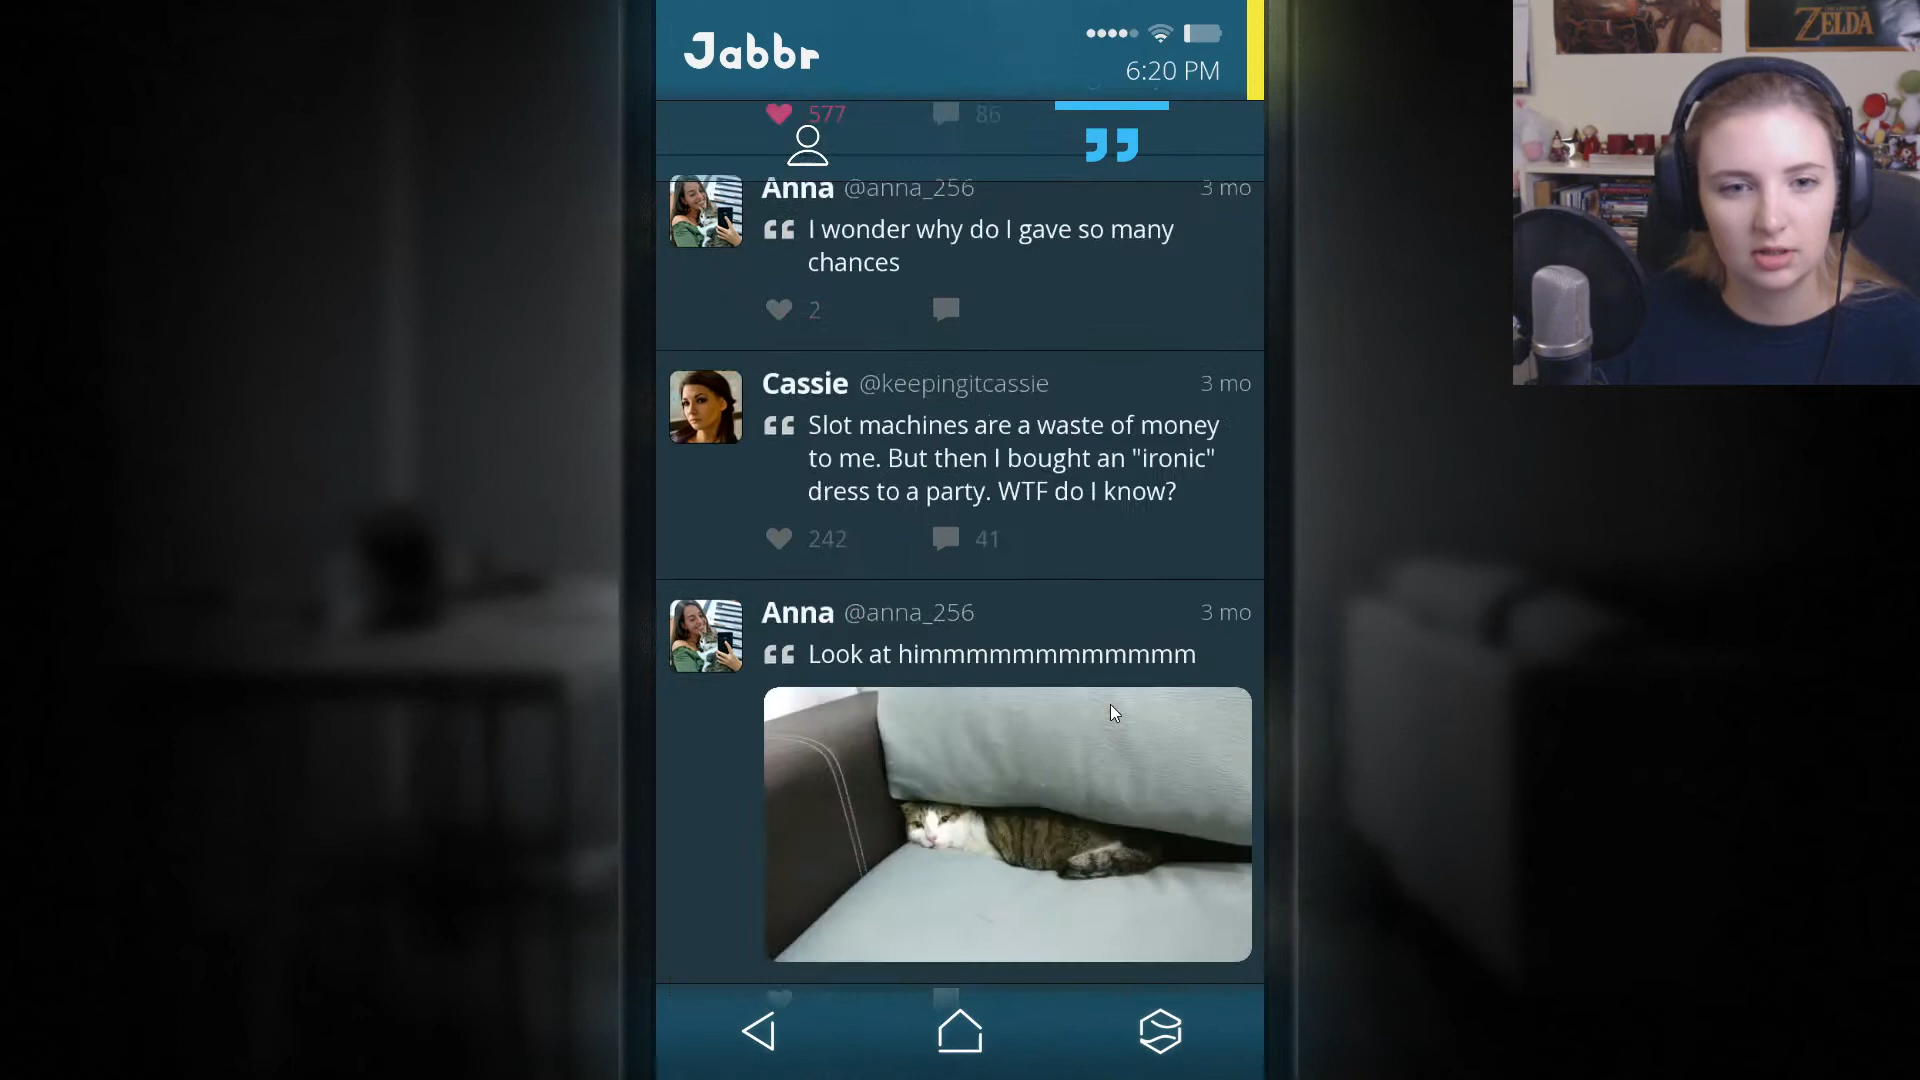 Jabbr
6:20 PM
577 86
Anna @anna_256 3 mo
I wonder why do I gave so many
chances
2
Cassie @keepingitcassie 3 mo
Slot machines are a waste of money
to me. But then I bought an "ironic"
dress to a party. WTF do I know?
242 41
Anna @anna_256 3 mo
Look at himmmmmmmmmmmm
ZELDA